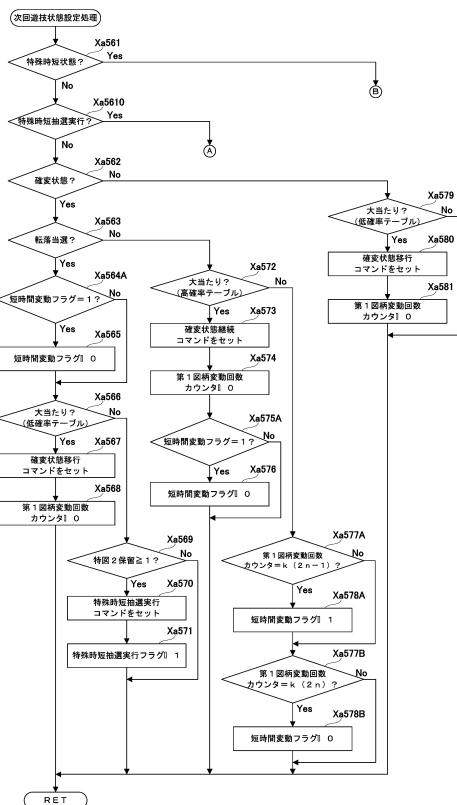 次回遊技状態設定処理
Xa561
特殊時短状態？
Yes
No
B
Xa5610
特殊時短抽選実行？
Yes
No
A
Xa562
確変状態？
No
Yes
Xa563
転落当選？
No
Yes
Xa564A
短時間変動フラグ＝１？
No
Yes
Xa565
短時間変動フラグ 0
Xa566
大当たり？
(低確率テーブル)
No
Yes
Xa567
確変状態移行
コマンドをセット
Xa568
第１図柄変動回数
カウンタ 0
Xa569
特図２保留≧１？
No
Yes
Xa570
特殊時短抽選実行
コマンドをセット
Xa571
特殊時短抽選実行フラグ 1
Xa572
大当たり？
(高確率テーブル)
No
Yes
Xa573
確変状態継続
コマンドをセット
Xa574
第１図柄変動回数
カウンタ 0
Xa575A
短時間変動フラグ＝１？
No
Yes
Xa576
短時間変動フラグ 0
Xa577A
第１図柄変動回数
カウンタ＝ｋ（２ｎ－１）？
No
Yes
Xa578A
短時間変動フラグ 1
Xa577B
第１図柄変動回数
カウンタ＝ｋ（２ｎ）？
No
Yes
Xa578B
短時間変動フラグ 0
Xa579
大当たり？
(低確率テーブル)
No
Yes
Xa580
確変状態移行
コマンドをセット
Xa581
第１図柄変動回数
カウンタ 0
RET